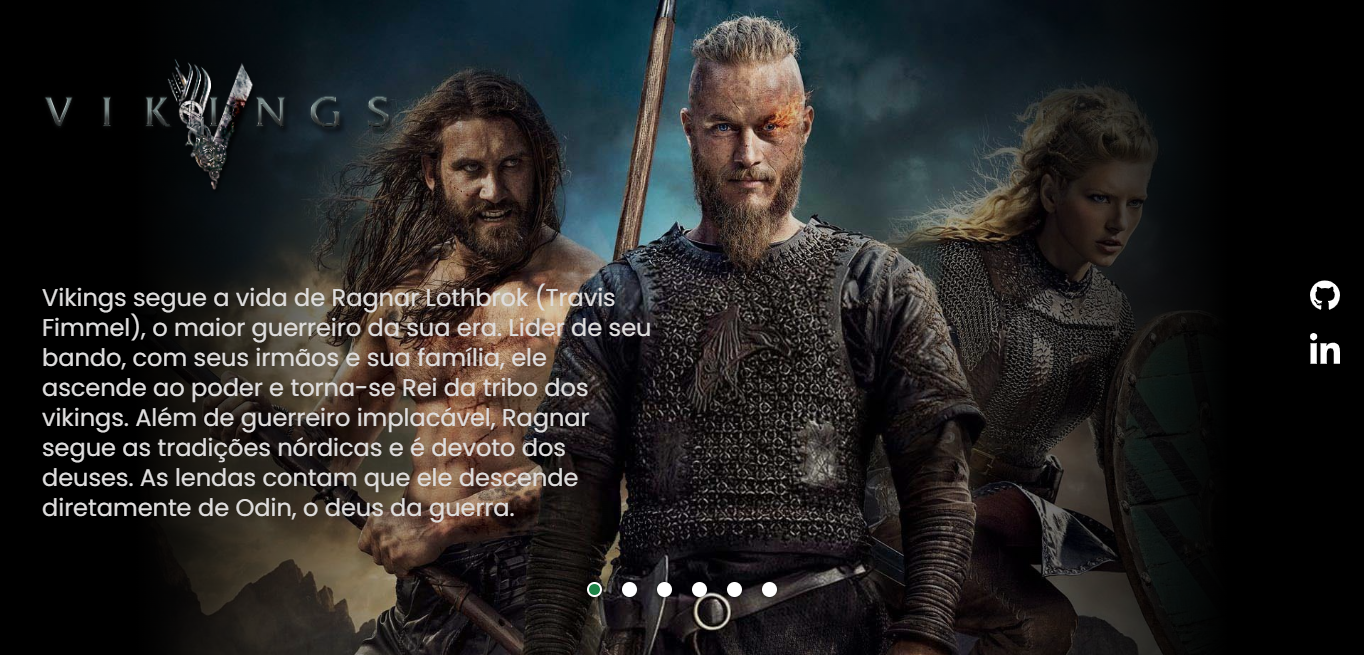 VIKINGS
Vikings segue a vida de Ragnar Lothbrok (Travis
Fimmel), o maior guerreiro da sua era. Lider de seu
bando, com seus irmãos e sua família, ele
ascende ao poder e torna-se Rei da tribo dos
vikings. Além de guerreiro implacável, Ragnar
segue as tradições nórdicas e é devoto dos
deuses. As lendas contam que ele descende
diretamente de Odin, o deus da guerra.
in